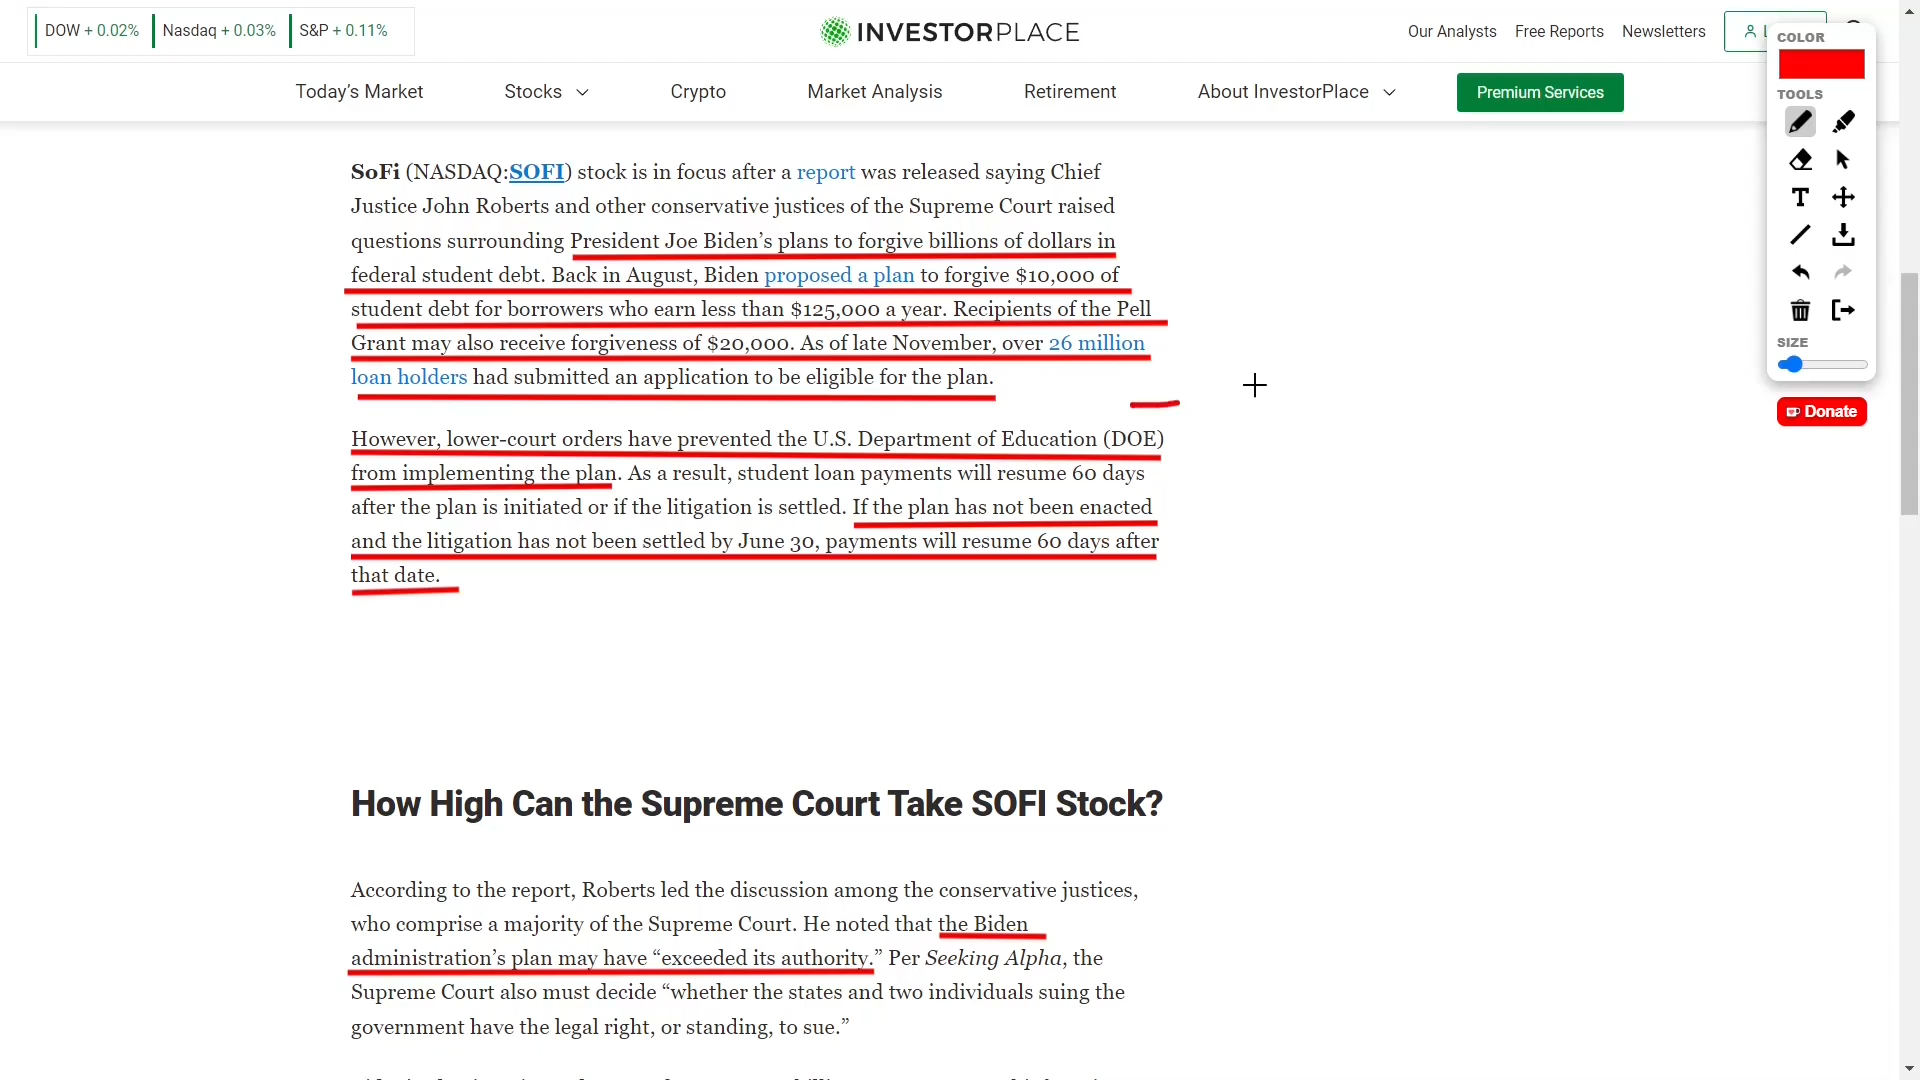 DOW + 0.02% Nasdaq + 0.03% S&P + 0.11%
INVESTORPLACE
Our Analysts Free Reports Newsletters
Today’s Market Stocks Crypto Market Analysis Retirement About InvestorPlace Premium Services
COLOR
TOOLS
SIZE
Donate
SoFi (NASDAQ:SOFI) stock is in focus after a report was released saying Chief
Justice John Roberts and other conservative justices of the Supreme Court raised
questions surrounding President Joe Biden’s plans to forgive billions of dollars in
federal student debt. Back in August, Biden proposed a plan to forgive $10,000 of
student debt for borrowers who earn less than $125,000 a year. Recipients of the Pell
Grant may also receive forgiveness of $20,000. As of late November, over 26 million
loan holders had submitted an application to be eligible for the plan.
However, lower-court orders have prevented the U.S. Department of Education (DOE)
from implementing the plan. As a result, student loan payments will resume 60 days
after the plan is initiated or if the litigation is settled. If the plan has not been enacted
and the litigation has not been settled by June 30, payments will resume 60 days after
that date.
How High Can the Supreme Court Take SOFI Stock?
According to the report, Roberts led the discussion among the conservative justices,
who comprise a majority of the Supreme Court. He noted that the Biden
administration’s plan may have “exceeded its authority.” Per Seeking Alpha, the
Supreme Court also must decide “whether the states and two individuals suing the
government have the legal right, or standing, to sue.”